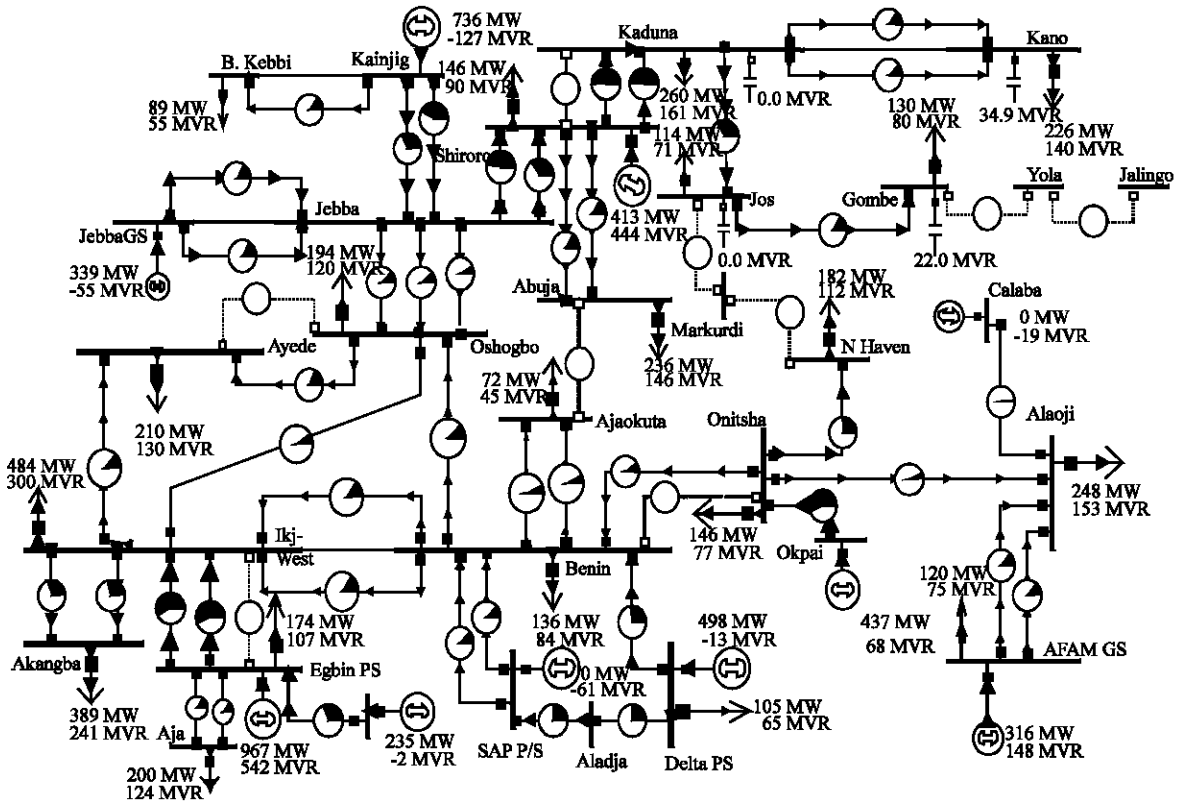 736 MW
-127 MVR
Kaduna
Kano
B. Kebbi
Kainjig
146 MW
90 MVR
89 MW
55 MVR
260 MW
161 MVR
0.0 MVR
130 MW
80 MVR
34.9 MVR
226 MW
140 MVR
114 MW
71 MVR
Shiroro
Jos
Gombe
Yola
Jalingo
Jebba
JebbaGS
413 MW
444 MVR
0.0 MVR
22.0 MVR
339 MW
-55 MVR
194 MW
120 MVR
Abuja
Markurdi
182 MW
112 MVR
Calaba
0 MW
-19 MVR
Ayede
Oshogbo
236 MW
146 MVR
N Haven
72 MW
45 MVR
210 MW
130 MVR
Ajaokuta
Onitsha
Alaoji
484 MW
300 MVR
248 MW
153 MVR
146 MW
77 MVR
Ikj-
West
Benin
Okpai
174 MW
107 MVR
136 MW
84 MVR
498 MW
-13 MVR
437 MW
68 MVR
120 MW
75 MVR
Akangba
Egbin PS
0 MW
-61 MVR
AFAM GS
389 MW
241 MVR
Aja
967 MW
542 MVR
235 MW
-2 MVR
SAP P/S
Aladja
Delta PS
105 MW
65 MVR
316 MW
148 MVR
200 MW
124 MVR